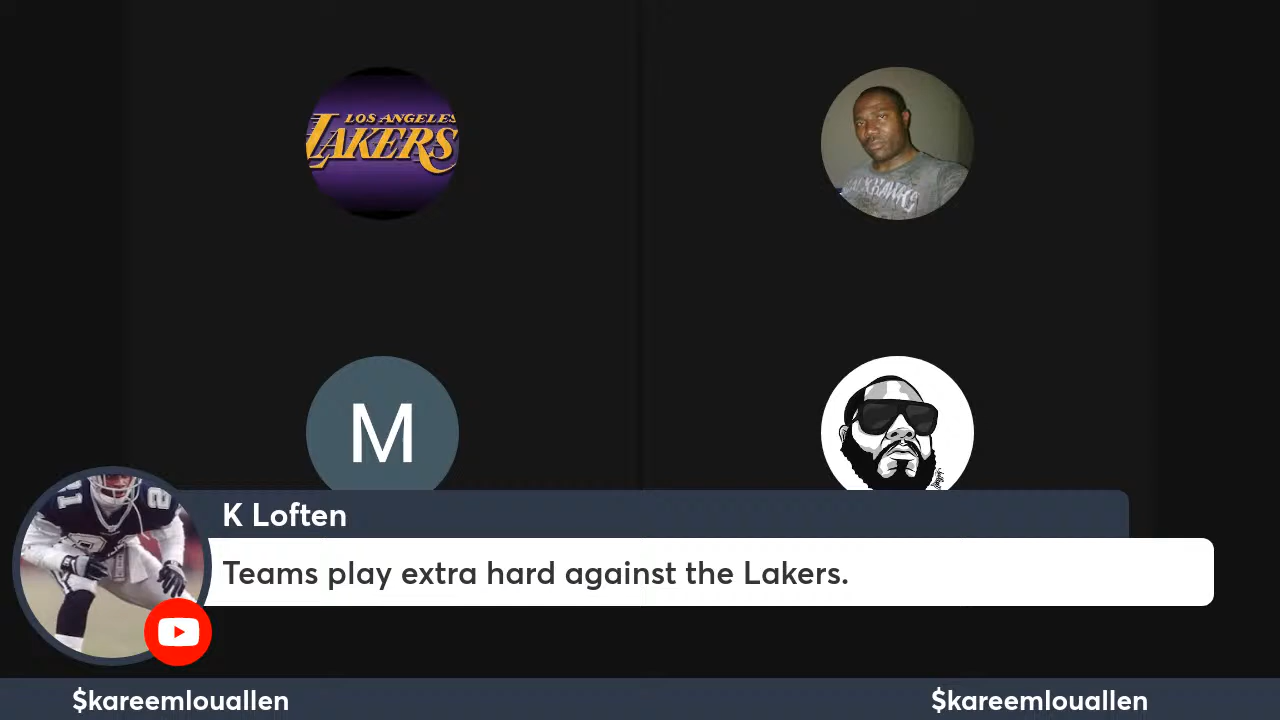 LOS ANGELES
LAKERS
M
K Loften
Teams play extra hard against the Lakers.
$kareemlouallen
$kareemlouallen